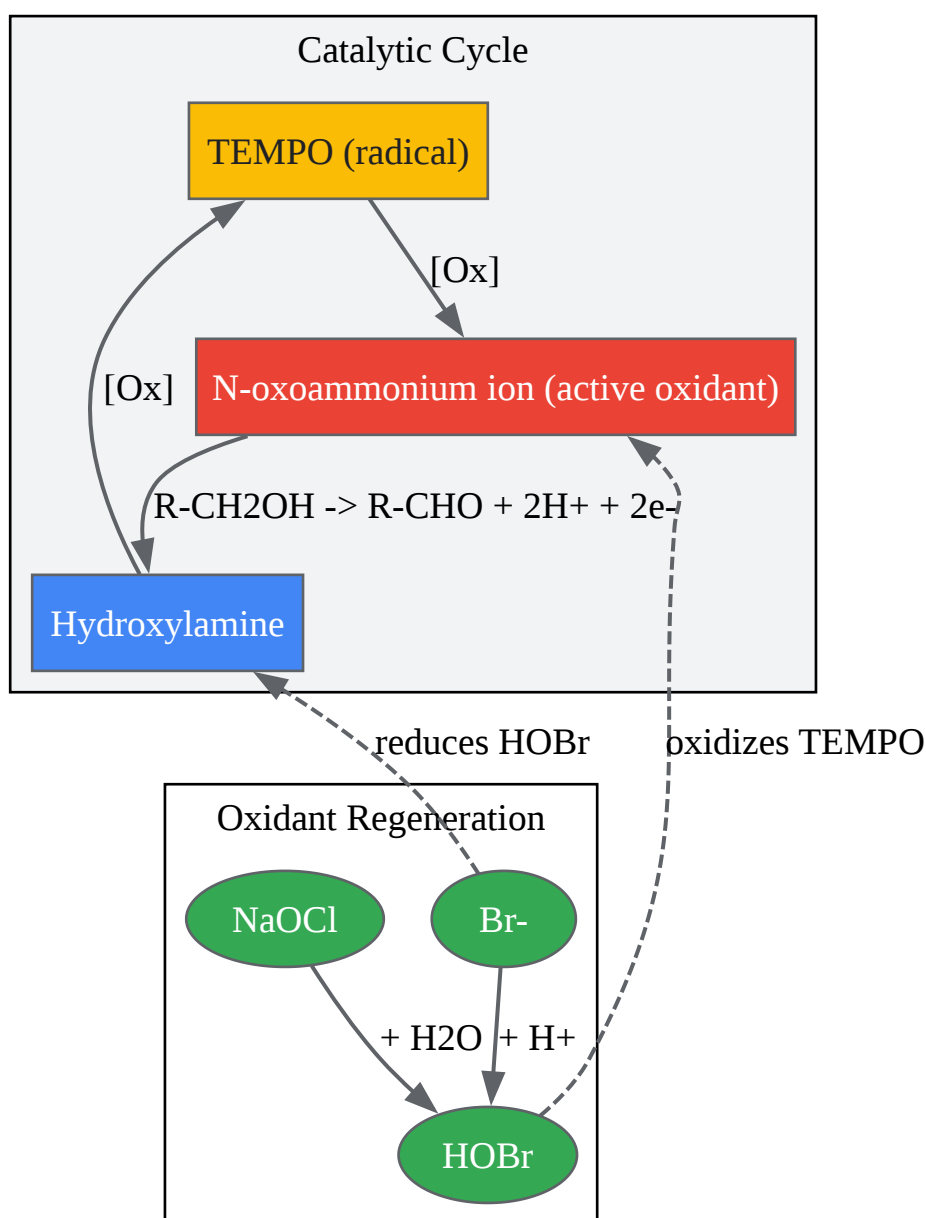 Catalytic Cycle
TEMPO (radical)
[Ox]
N-oxoammonium ion (active oxidant)
[Ox]
R-CH2OH -> R-CHO + 2H+ + 2e-
Hydroxylamine
reduces HOBr
oxidizes TEMPO
Oxidant Regeneration
NaOCl
Br-
+ H2O
+ H+
HOBr